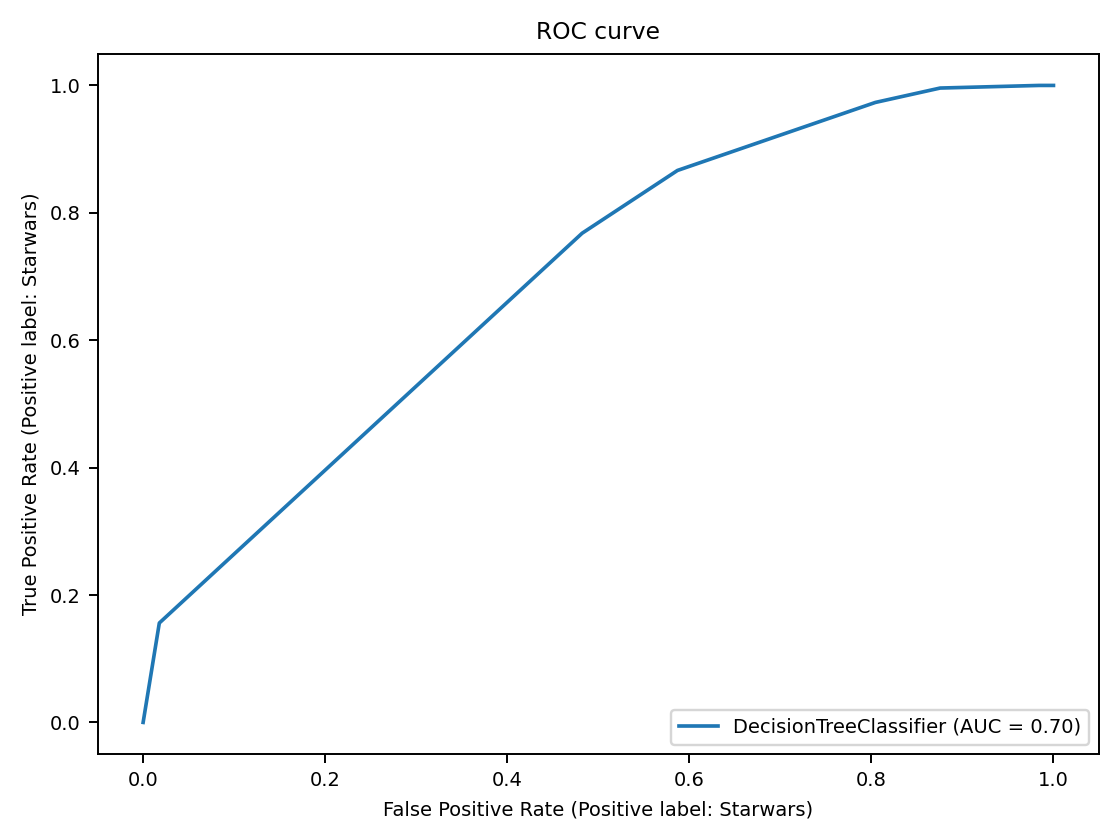 ROC curve
True Positive Rate (Positive label: Starwars)
1.0
0.8
0.6
0.4
0.2
0.0
DecisionTreeClassifier (AUC = 0.70)
0.0 0.2 0.4 0.6 0.8 1.0
False Positive Rate (Positive label: Starwars)